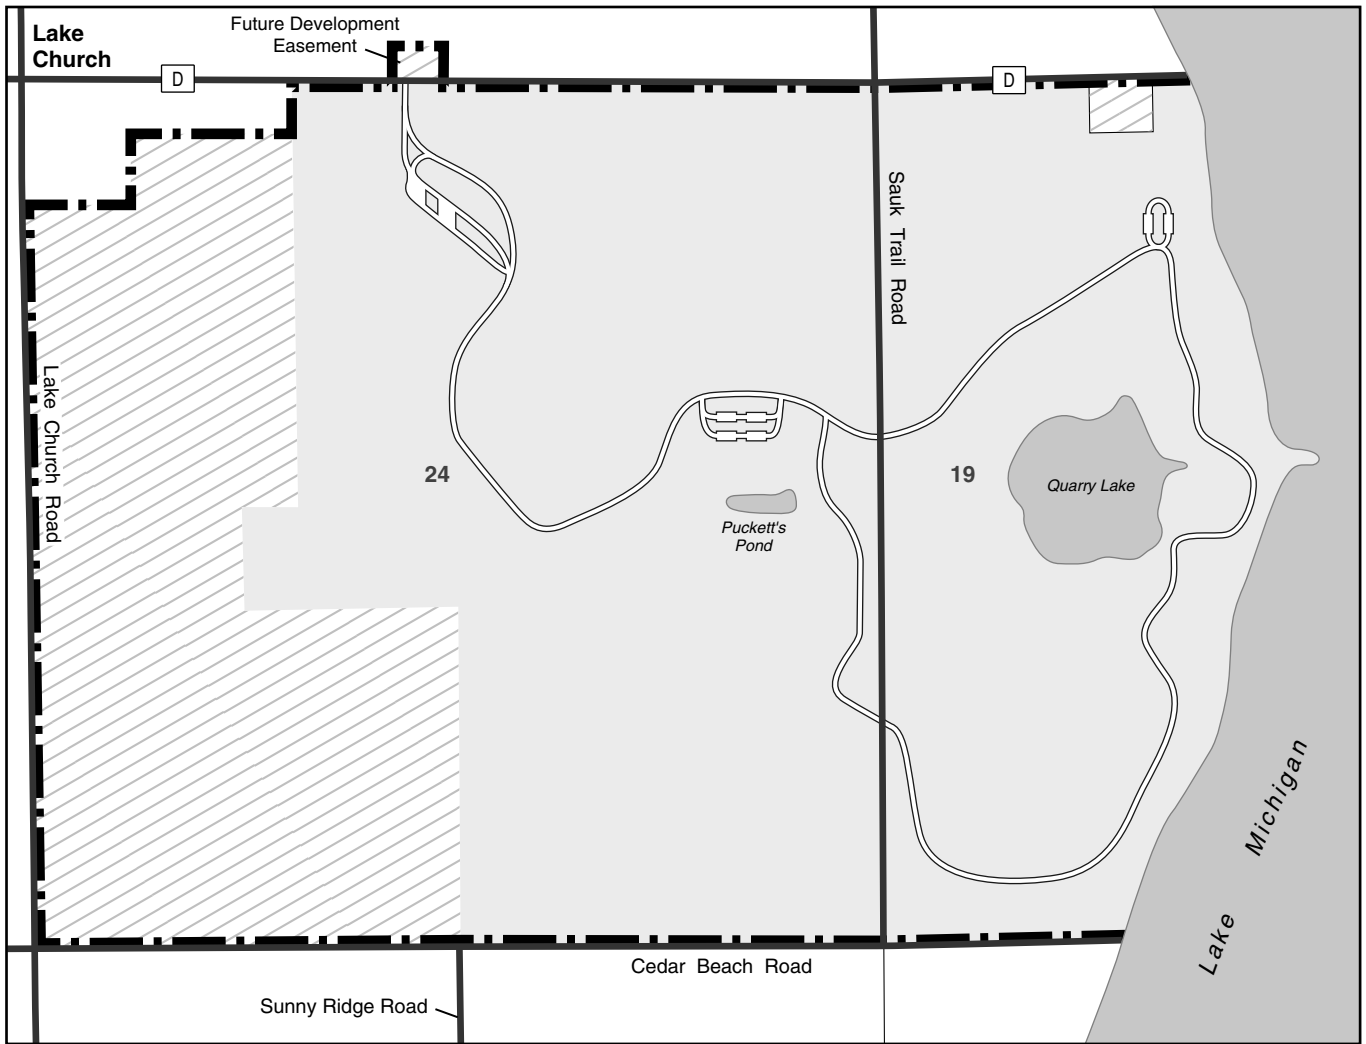 Lake
Church
Future Development
Easement
D
D
Sauk Trail Road
Lake Church Road
24
19
Quarry Lake
Puckett's
Pond
Lake Michigan
Cedar Beach Road
Sunny Ridge Road